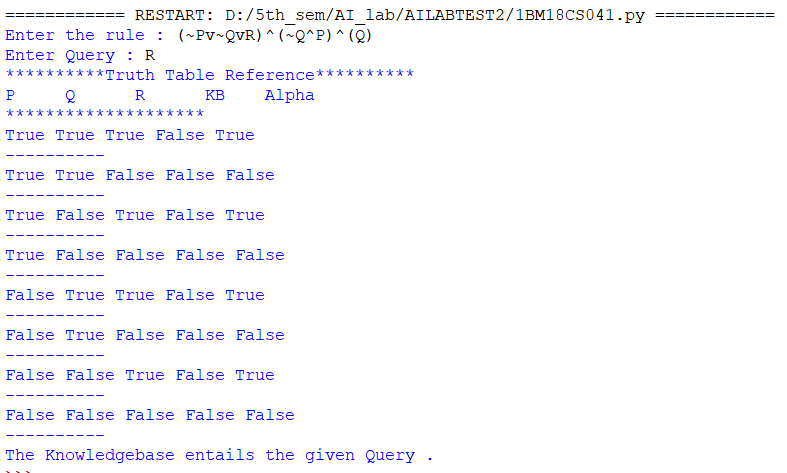 ============ RESTART: D:/5th_sem/AI_lab/AILABTEST2/1BM18CS041.py ============
Enter the rule : (~Pv~QvR)^(~Q^P)^(Q)
Enter Query : R
**********Truth Table Reference**********
P     Q      R      KB    Alpha
********************
True True True False True
----------
True True False False False
----------
True False True False True
----------
True False False False False
----------
False True True False True
----------
False True False False False
----------
False False True False True
----------
False False False False False
----------
The Knowledgebase entails the given Query .
>>>